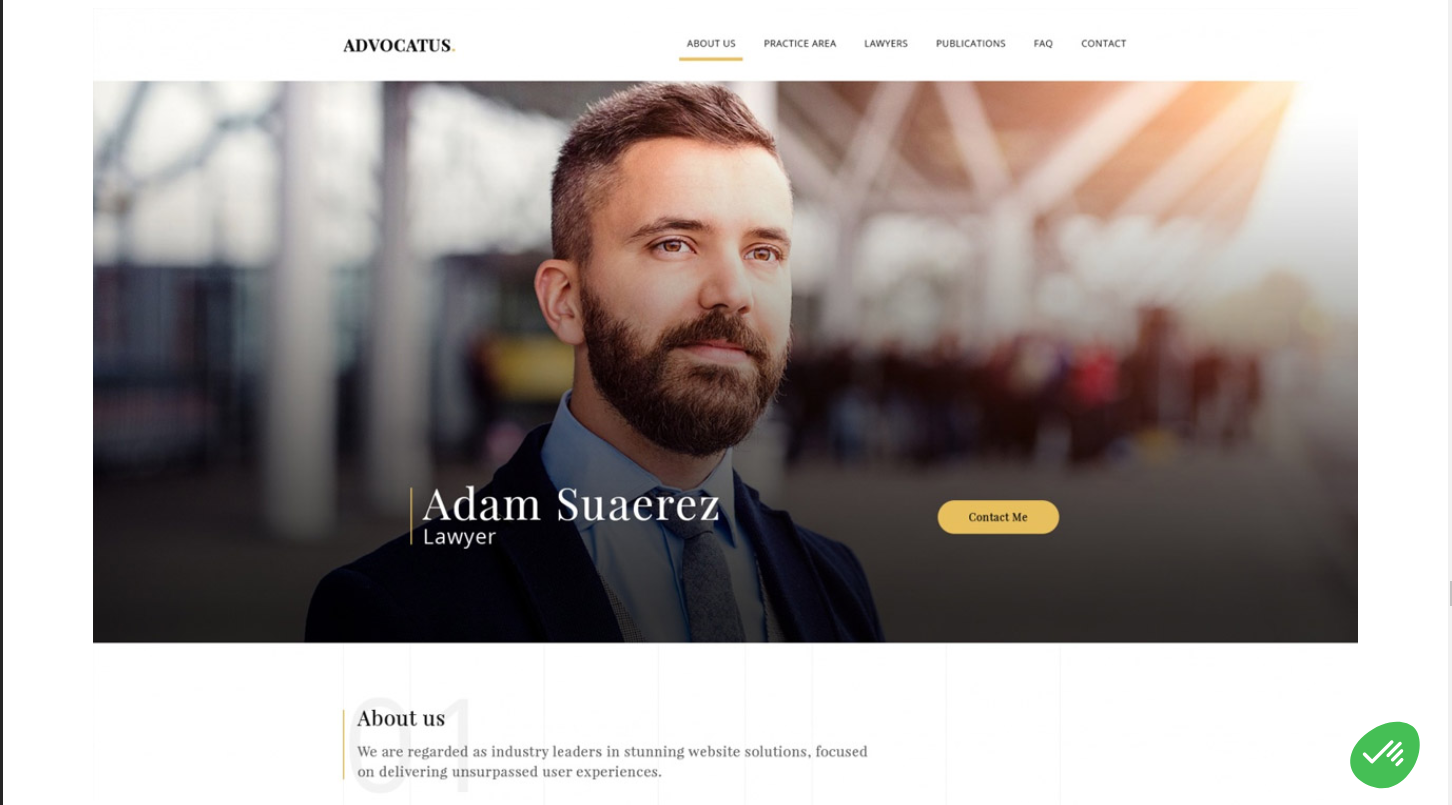 ADVOCATUS.
ABOUT US PRACTICE AREA LAWYERS PUBLICATIONS FAQ CONTACT
Adam Suaerez
Lawyer
Contact Me
01
About us
We are regarded as industry leaders in stunning website solutions, focused
on delivering unsurpassed user experiences.